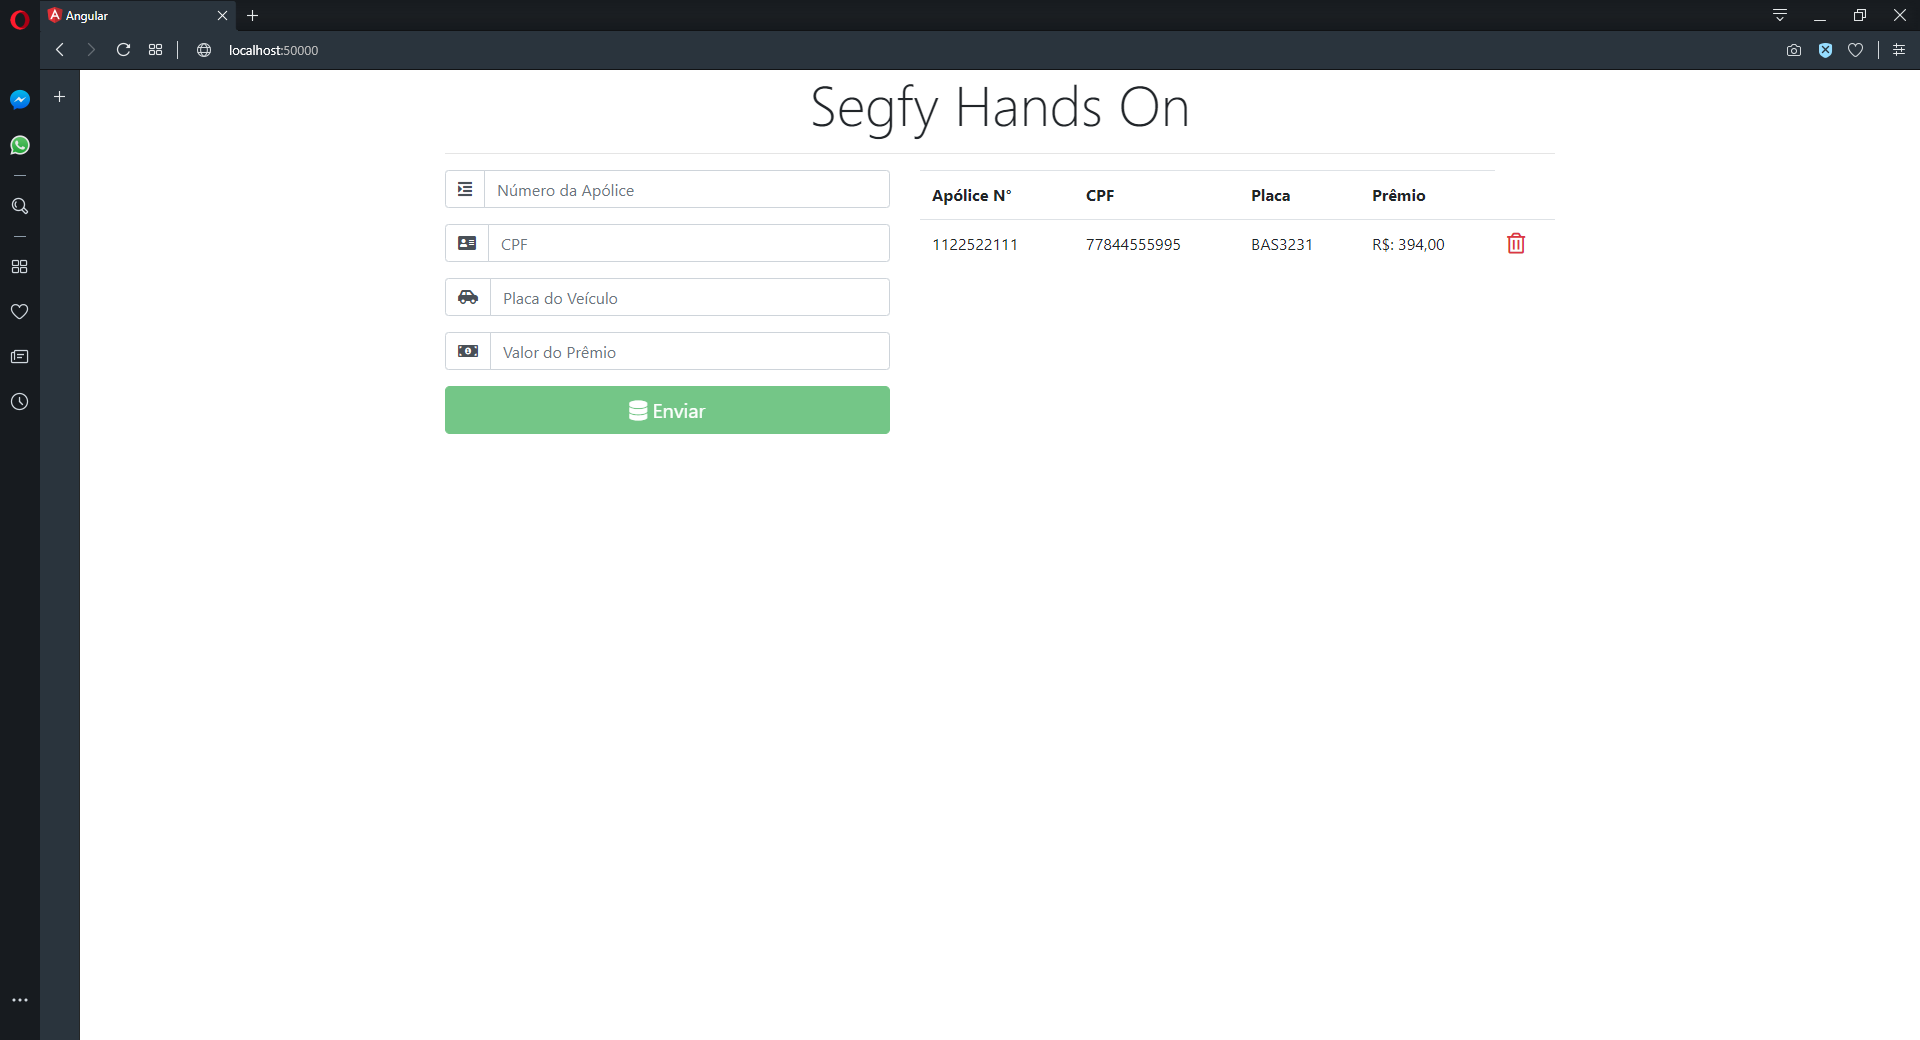 Angular
localhost:50000
Segfy Hands On
Número da Apólice
CPF
Placa do Veículo
Valor do Prêmio
Enviar
Apólice N° CPF Placa Prêmio
1122522111 77844555995 BAS3231 R$: 394,00